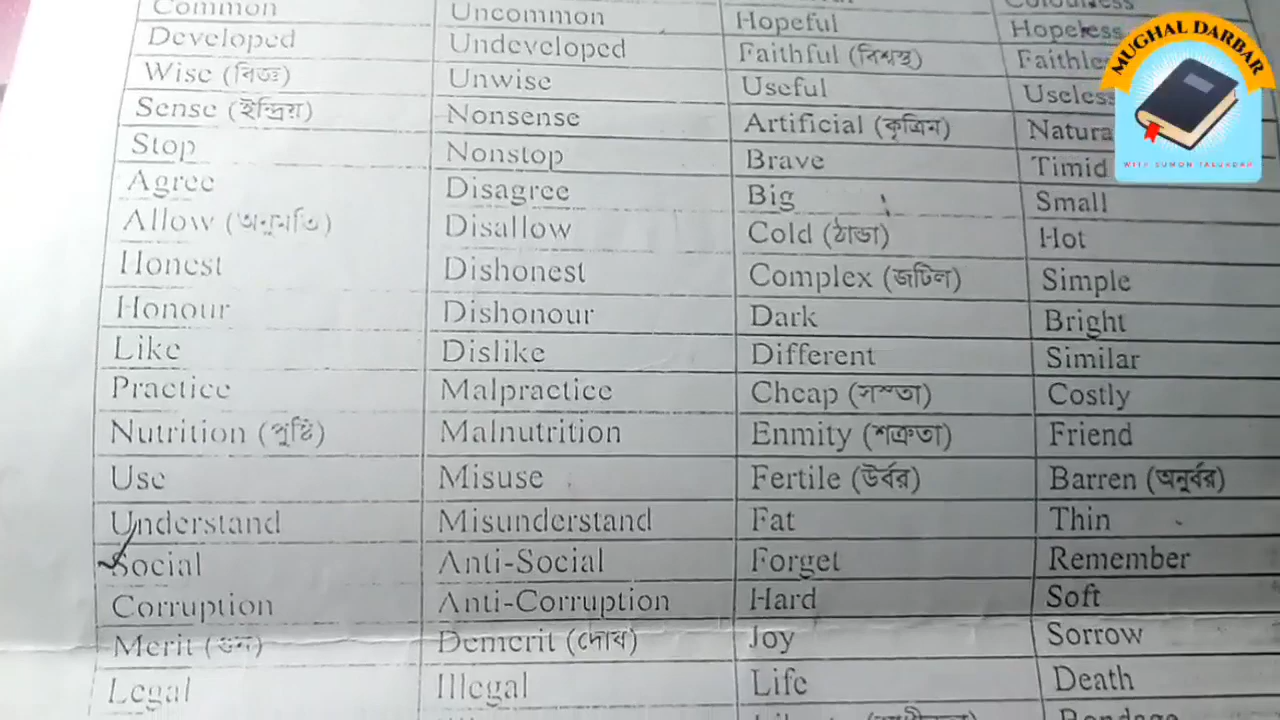 Common Uncommon
Developed Undeveloped Hopeful Hopeless
Wise (বিজ্ঞ) Unwise Faithful (বিশ্বস্ত)
Sense (ইন্দ্রিয়) Nonsense Useful Useless
Stop Nonstop Artificial (কৃত্রিম)
Agree Disagree Brave Timid
Allow (অনুমতি) Disallow Big Small
Honest Dishonest Cold (ঠান্ডা) Hot
Honour Dishonour Complex (জটিল) Simple
Like Dislike Dark Bright
Practice Malpractice Different Similar
Nutrition (পুষ্টি) Malnutrition Cheap (সস্তা) Costly
Use Misuse Enmity (শত্রুতা) Friend
Understand Misunderstand Fertile (উর্বর) Barren (অনুর্বর)
Social Anti-Social Fat Thin
Corruption Anti-Corruption Forget Remember
Merit (গুন) Demerit (দোষ) Hard Soft
Legal Illegal Joy Sorrow
Life Death
Bondage
MUGHAL DARBAR
WITH SUMON TALUKDAR